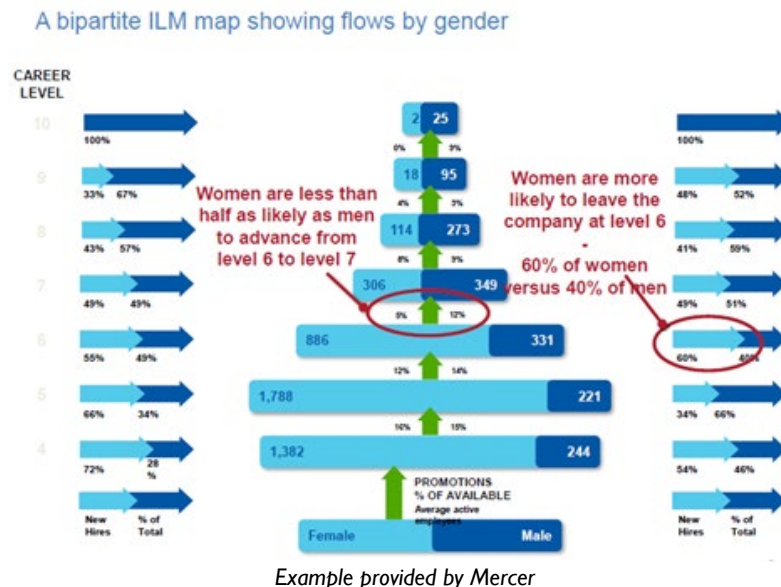 A bipartite ILM map showing flows by gender
CAREER
LEVEL
10
9
8
7
6
5
4
100%
33% 67%
43% 57%
49% 49%
55% 49%
66% 34%
72% 28
%
New
Hires
% of
Total
Women are less than
half as likely as men
to advance from
level 6 to level 7
2 25
0% 9%
18 95
4% 3%
114 273
9%
306 349
5% 12%
886 331
12% 14%
1,788 221
16% 15%
1,382 244
PROMOTIONS
% OF AVAILABLE
Average active
employees
Female Male
Women are more
likely to leave the
company at level 6
-
60% of women
versus 40% of men
100%
48% 52%
41% 59%
49% 51%
60% 40%
34% 66%
54% 46%
New
Hires
% of
Total
Example provided by Mercer